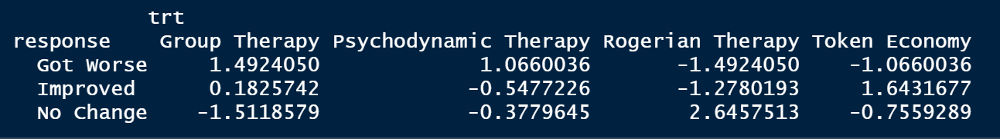 trt
response Group Therapy Psychodynamic Therapy Rogerian Therapy Token Economy
Got Worse 1.4924050 1.0660036 -1.4924050 -1.0660036
Improved 0.1825742 -0.5477226 -1.2780193 1.6431677
No Change -1.5118579 -0.3779645 2.6457513 -0.7559289